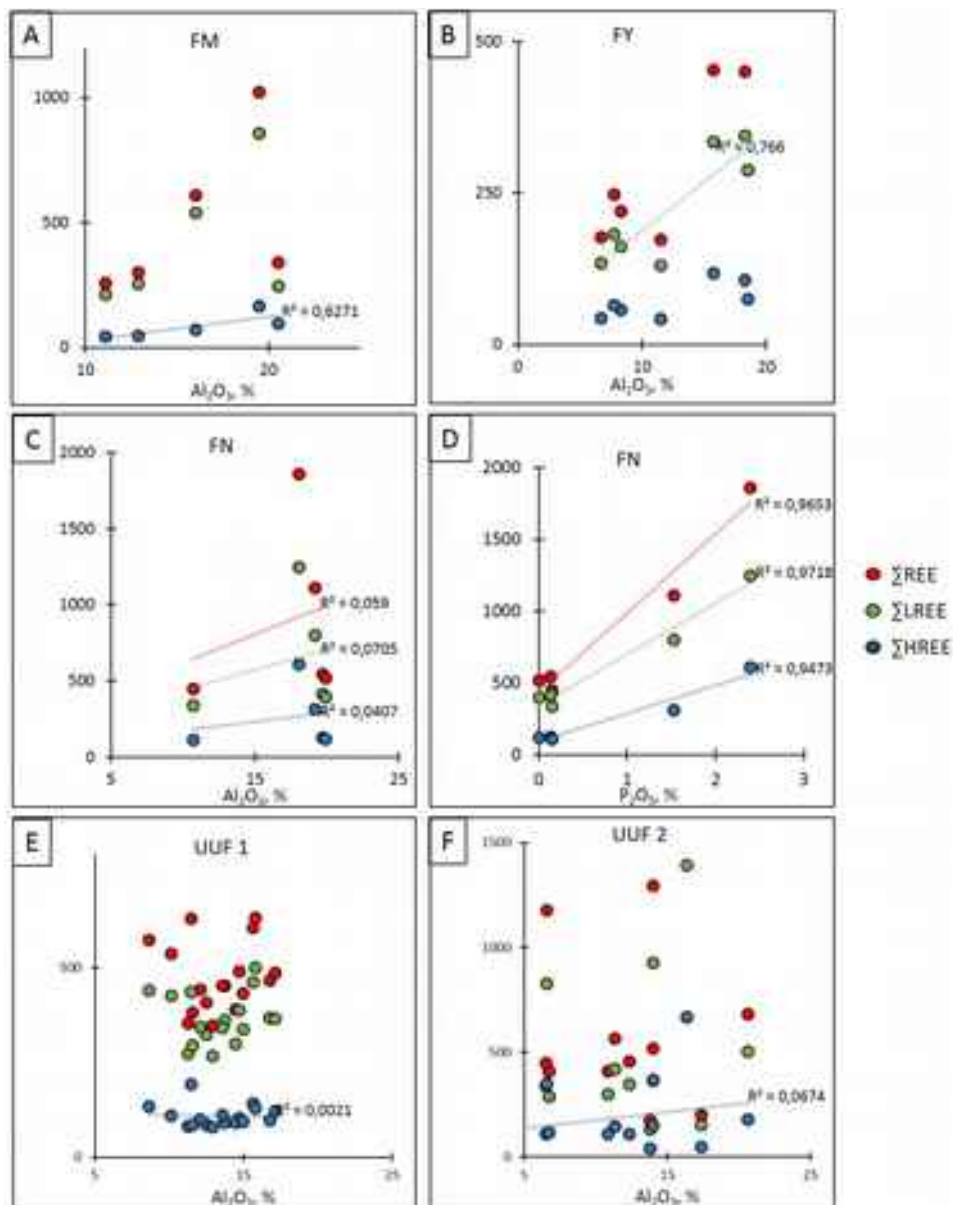 A
FM
1000
500
0
10
20
R² = 0,6271
Al₂O₃, %
B
FY
500
250
0
0
10
20
R² = 0,766
Al₂O₃, %
C
FN
2000
1500
1000
500
0
5
15
25
R² = 0,059
R² = 0,0705
R² = 0,0407
Al₂O₃, %
D
FN
2000
1500
1000
500
0
0
1
2
3
R² = 0,9653
R² = 0,9718
R² = 0,9473
P₂O₅, %
∑REE
∑LREE
∑HREE
E
UUF 1
500
0
5
15
25
R² = 0,0021
Al₂O₃, %
F
UUF 2
1500
1000
500
0
5
15
25
R² = 0,0674
Al₂O₃, %